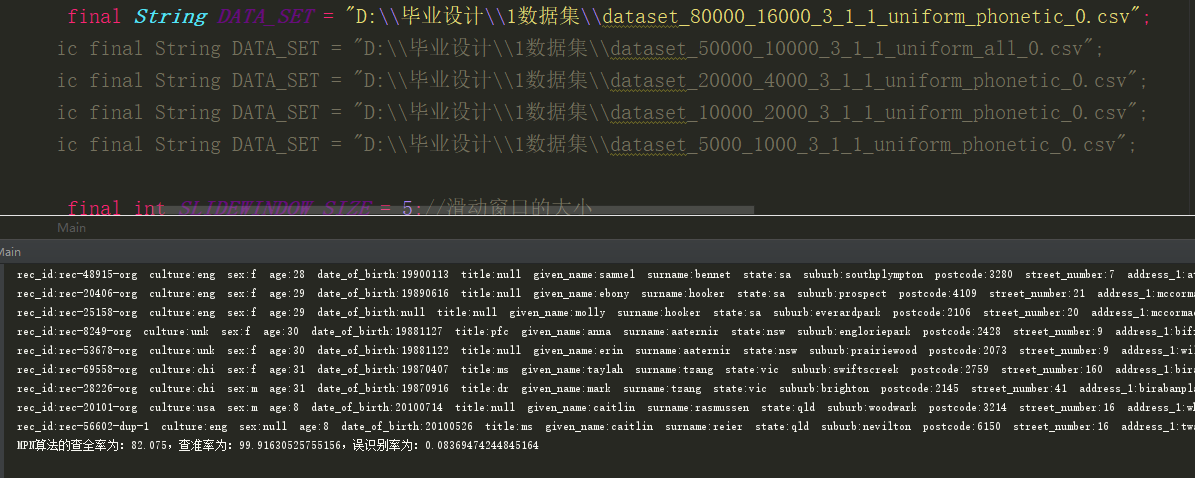 final String DATA_SET = "D:\\毕业设计\\1数据集\\dataset_80000_16000_3_1_1_uniform_phonetic_0.csv";
ic final String DATA_SET = "D:\\毕业设计\\1数据集\\dataset_50000_10000_3_1_1_uniform_all_0.csv";
ic final String DATA_SET = "D:\\毕业设计\\1数据集\\dataset_20000_4000_3_1_1_uniform_phonetic_0.csv";
ic final String DATA_SET = "D:\\毕业设计\\1数据集\\dataset_10000_2000_3_1_1_uniform_phonetic_0.csv";
ic final String DATA_SET = "D:\\毕业设计\\1数据集\\dataset_5000_1000_3_1_1_uniform_phonetic_0.csv";
final int SLIDEWINDOW_SIZE = 5;//滑动窗口的大小
Main
Main
rec_id:rec-48915-org culture:eng sex:f age:28 date_of_birth:19900113 title:null given_name:samuel surname:bennet state:sa suburb:southplympton postcode:3280 street_number:7 address_1:a
rec_id:rec-20406-org culture:eng sex:f age:29 date_of_birth:19890616 title:null given_name:ebony surname:hooker state:sa suburb:prospect postcode:4109 street_number:21 address_1:mccorma
rec_id:rec-25158-org culture:eng sex:f age:29 date_of_birth:null title:null given_name:molly surname:hooker state:sa suburb:everardpark postcode:2106 street_number:20 address_1:mccorma
rec_id:rec-8249-org culture:unk sex:f age:30 date_of_birth:19881127 title:pfc given_name:anna surname:aaternir state:nsw suburb:engloriepark postcode:2428 street_number:9 address_1:bifr
rec_id:rec-53678-org culture:unk sex:f age:30 date_of_birth:19881122 title:null given_name:erin surname:aaternir state:nsw suburb:prairiewood postcode:2073 street_number:9 address_1:wil
rec_id:rec-69558-org culture:chi sex:f age:31 date_of_birth:19870407 title:ms given_name:taylah surname:tzang state:vic suburb:swiftscreek postcode:2759 street_number:160 address_1:bira
rec_id:rec-28226-org culture:chi sex:m age:31 date_of_birth:19870916 title:dr given_name:mark surname:tzang state:vic suburb:brighton postcode:2145 street_number:41 address_1:birabanpla
rec_id:rec-20101-org culture:usa sex:m age:8 date_of_birth:20100714 title:null given_name:caitlin surname:rasmussen state:qld suburb:woodwark postcode:3214 street_number:16 address_1:wh
rec_id:rec-56602-dup-1 culture:eng sex:null age:8 date_of_birth:20100526 title:ms given_name:caitlin surname:reier state:qld suburb:nevilton postcode:6150 street_number:16 address_1:twa
MPN算法的查全率为：82.075，查准率为：99.91630525755156，误识别率为：0.08369474244845164